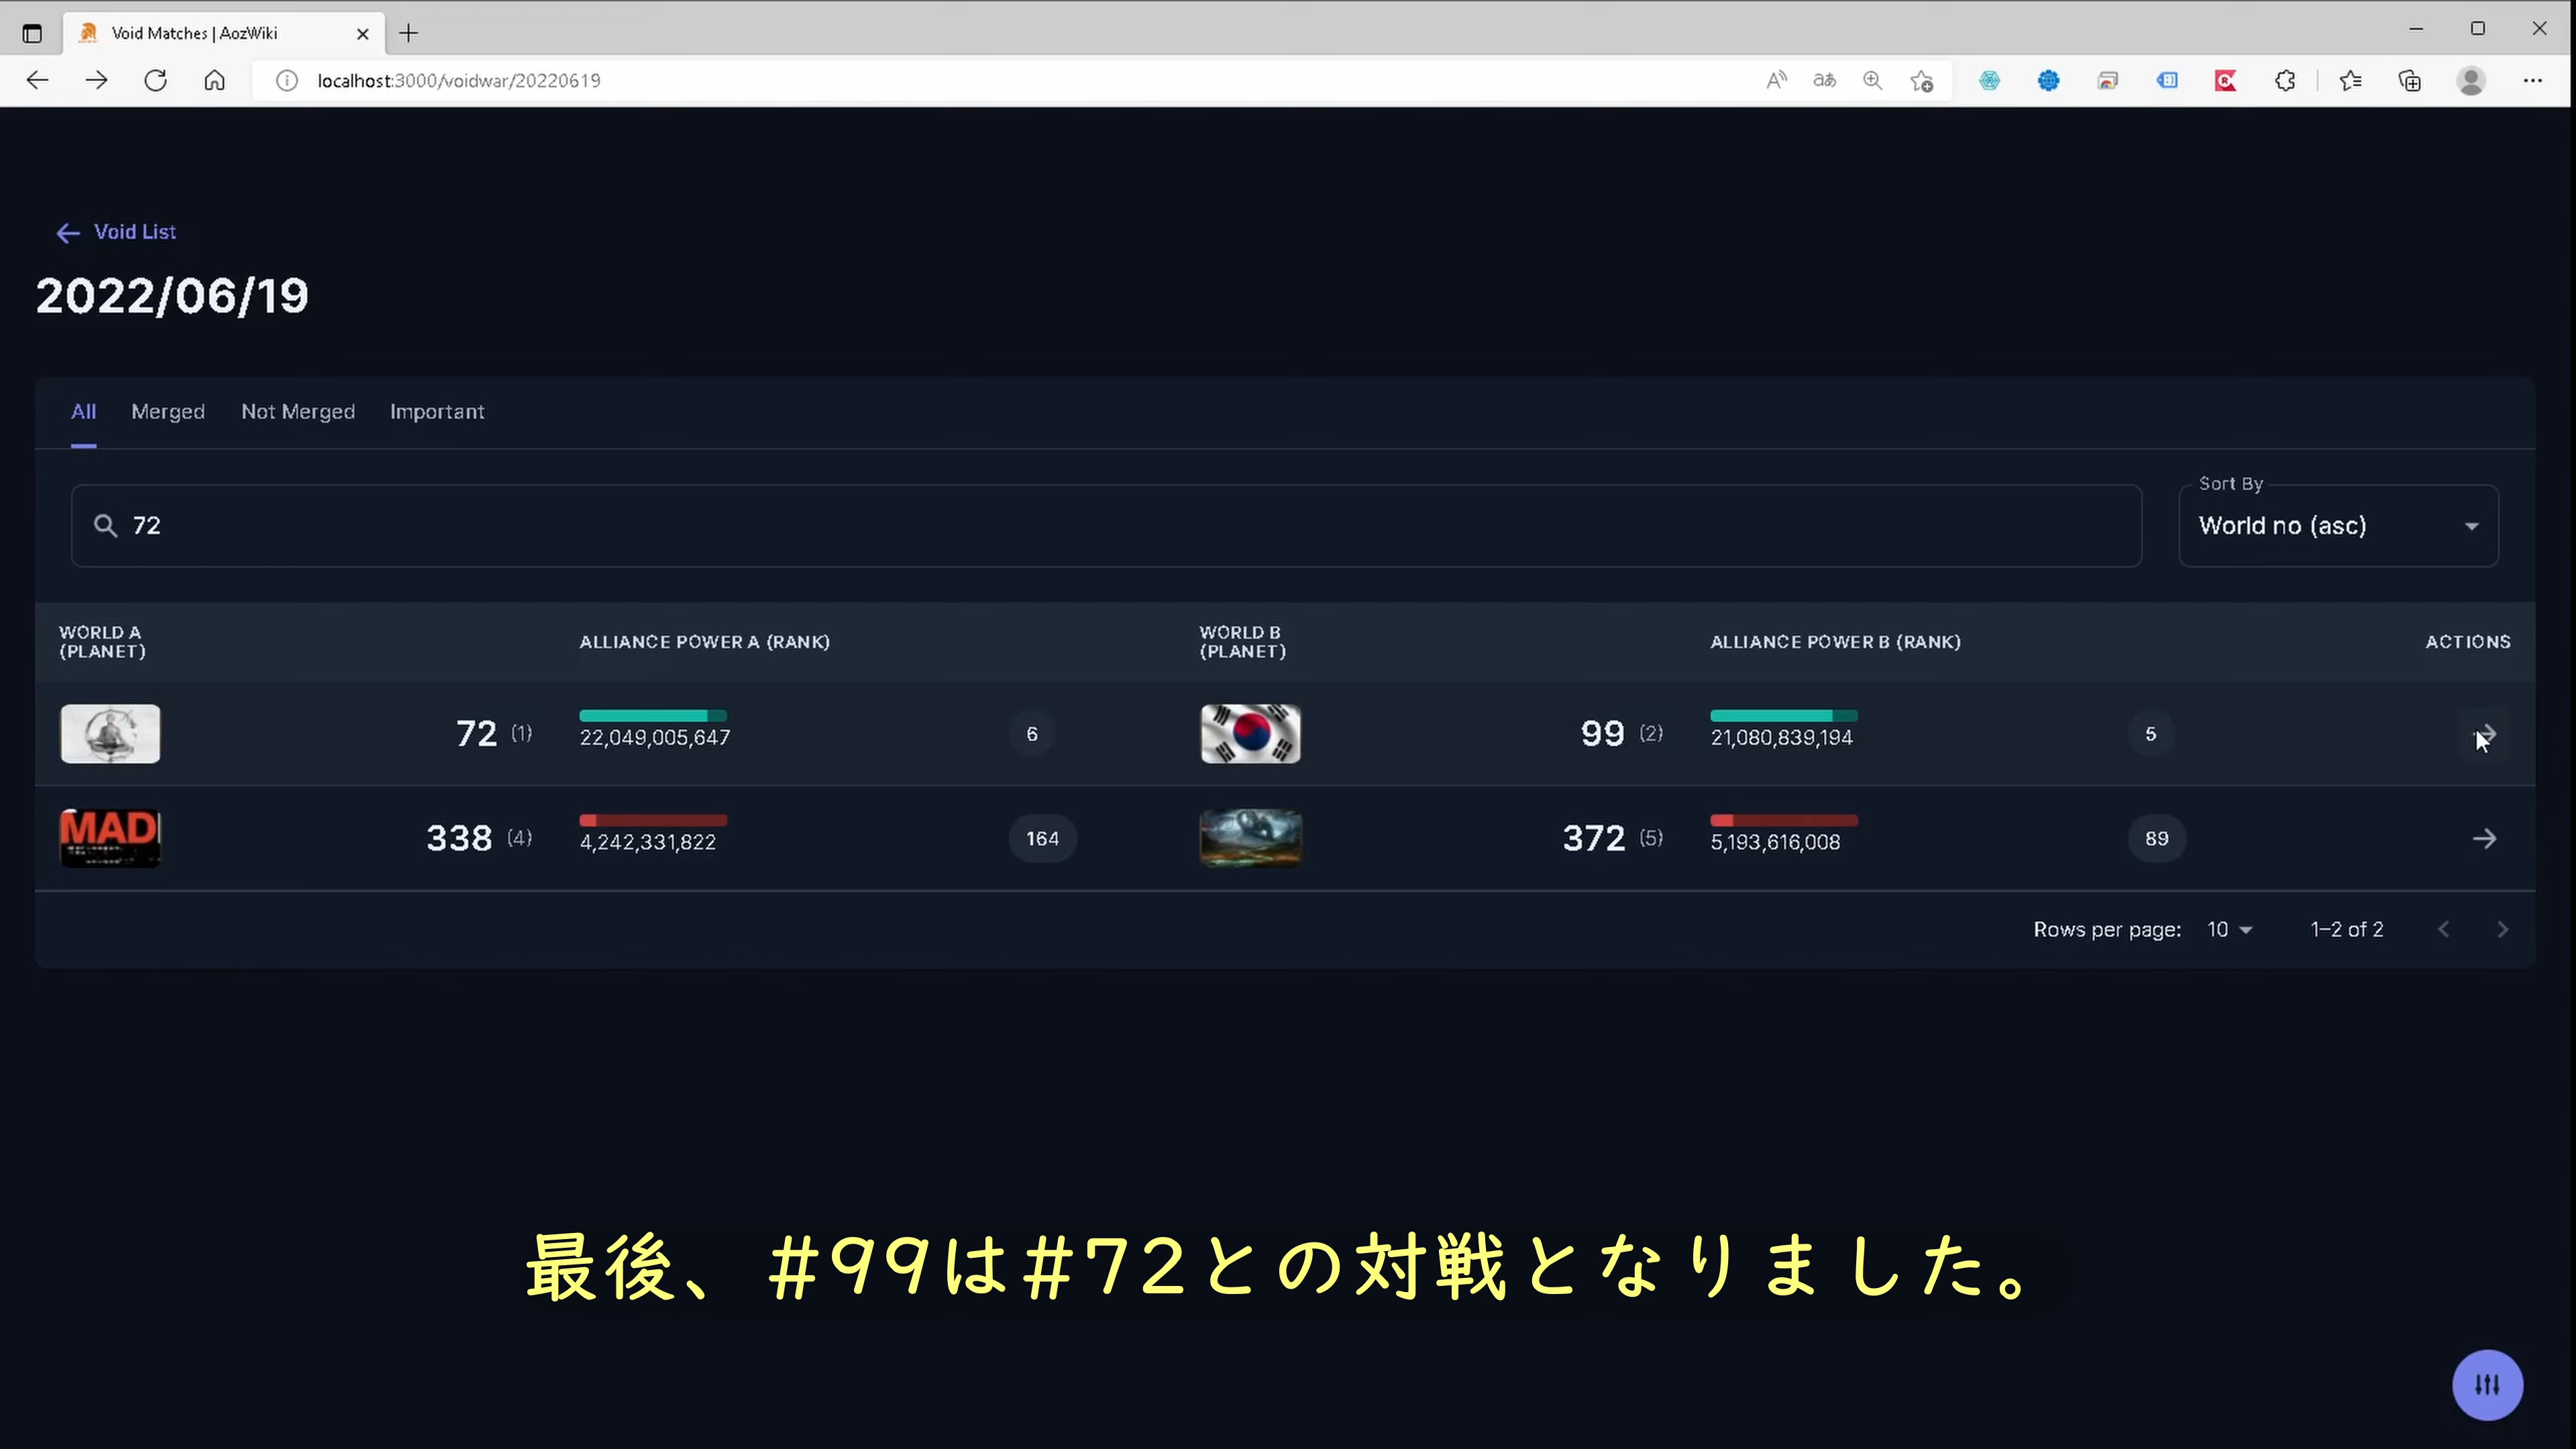 Void Matches | AozWiki
localhost:3000/voidwar/20220619
Void List
2022/06/19
All Merged Not Merged Important
72
Sort By
World no (asc)
WORLD A (PLANET) ALLIANCE POWER A (RANK) WORLD B (PLANET) ALLIANCE POWER B (RANK) ACTIONS
72 (1) 22,049,005,647 6 99 (2) 21,080,839,194 5
MAD 338 (4) 4,242,331,822 164 372 (5) 5,193,616,008 89
Rows per page: 10 1–2 of 2
最後、#99は#72との対戦となりました。